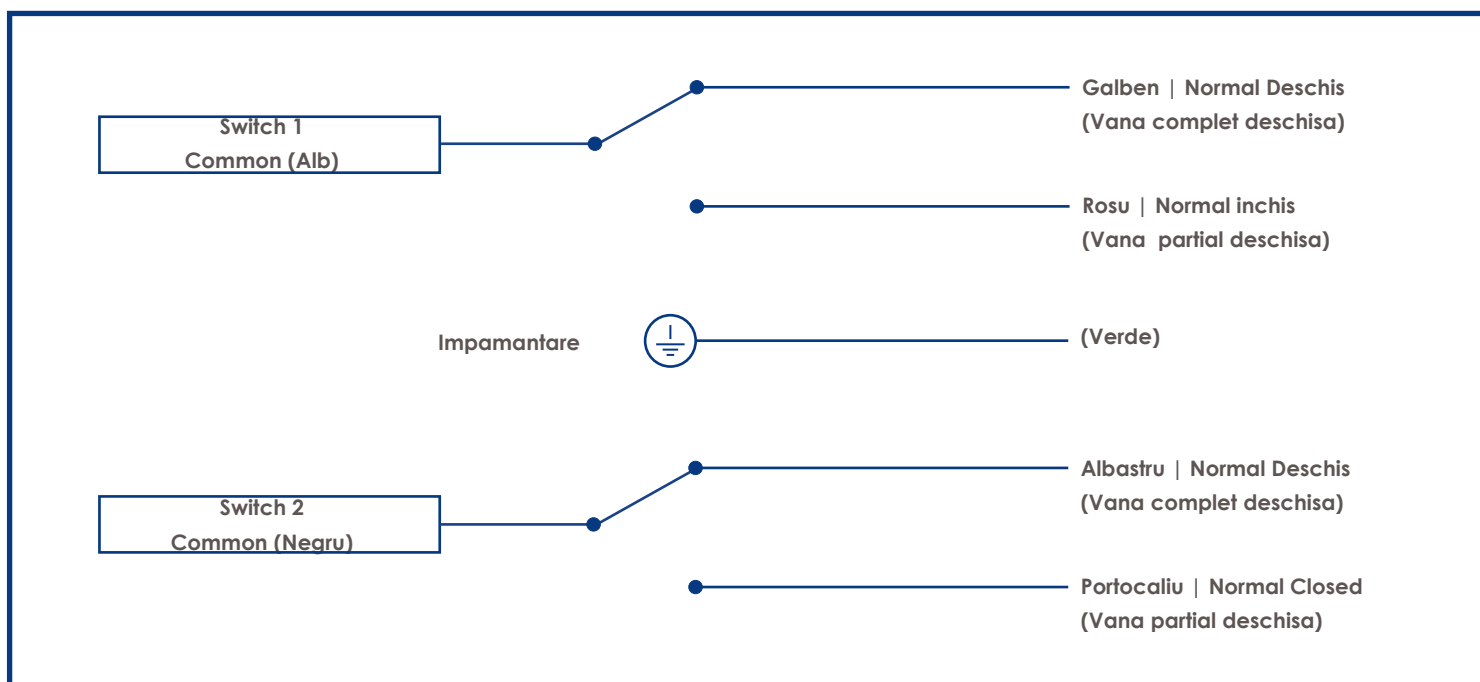 Switch 1
Common (Alb)
Galben | Normal Deschis
(Vana complet deschisa)
Rosu | Normal inchis
(Vana  partial deschisa)
Impamantare
(Verde)
Switch 2
Common (Negru)
Albastru | Normal Deschis
(Vana complet deschisa)
Portocaliu | Normal Closed
(Vana partial deschisa)